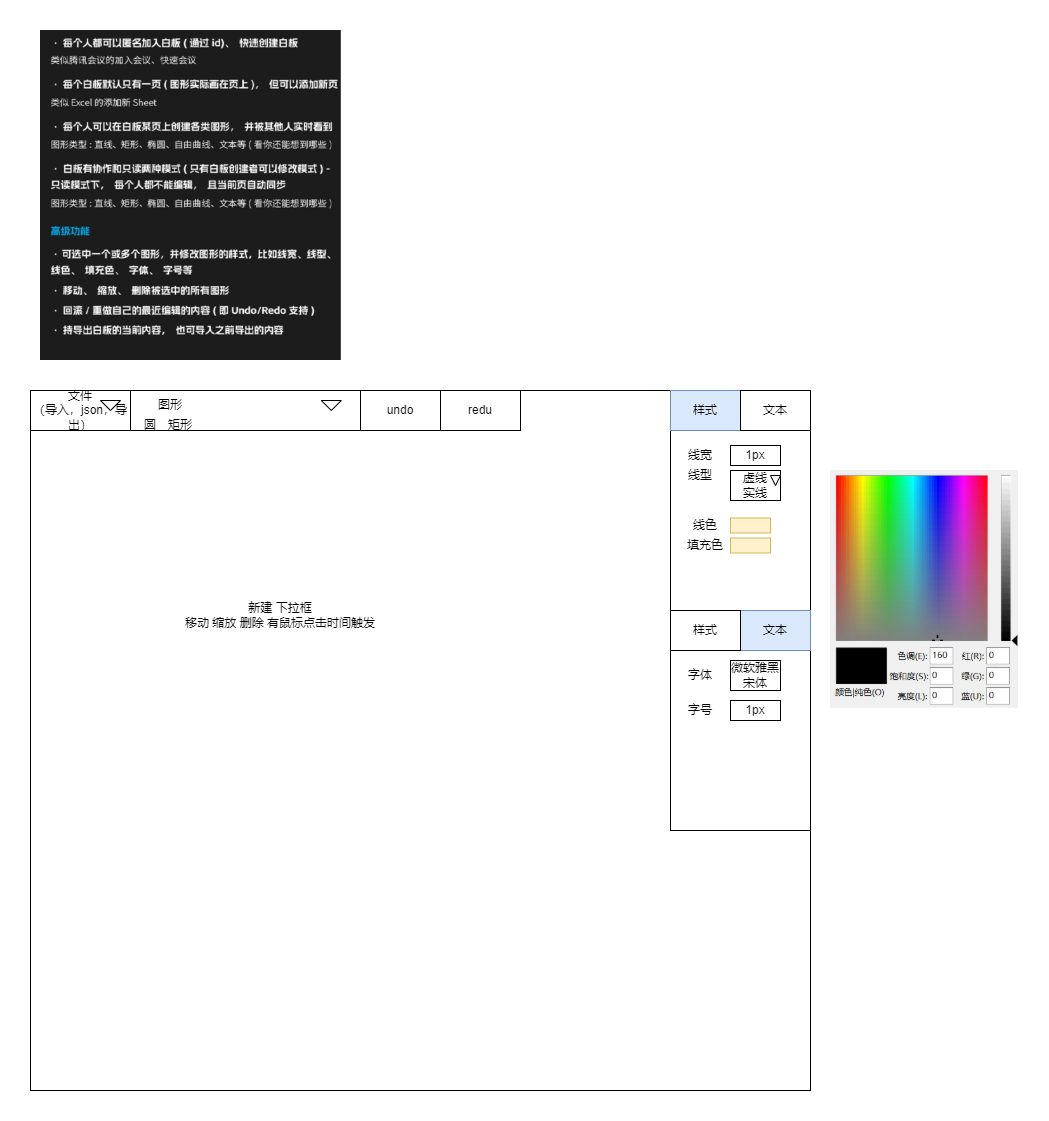 · 每个人都可以匿名加入白板 ( 通过 id)、 快速创建白板
类似腾讯会议的加入会议、快速会议
· 每个白板默认只有一页 ( 图形实际画在页上 )， 但可以添加新页
类似 Excel 的添加新 Sheet
· 每个人可以在白板某页上创建各类图形， 并被其他人实时看到
图形类型 : 直线、矩形、椭圆、自由曲线、文本等 ( 看你还能想到哪些 )
· 白板有协作和只读两种模式 ( 只有白板创建者可以修改模式 ) -
只读模式下， 每个人都不能编辑， 且当前页自动同步
图形类型 : 直线、矩形、椭圆、自由曲线、文本等 ( 看你还能想到哪些 )
高级功能
· 可选中一个或多个图形，并修改图形的样式，比如线宽、线型、
线色、 填充色、 字体、 字号等
· 移动、 缩放、 删除被选中的所有图形
· 回滚 / 重做自己的最近编辑的内容 ( 即 Undo/Redo 支持 )
· 持导出白板的当前内容， 也可导入之前导出的内容
文件
（导入，json，导
出）
图形
圆 矩形
undo
redu
样式
文本
线宽
1px
线型
虚线
实线
线色
填充色
新建 下拉框
移动 缩放 删除 有鼠标点击时间触发
样式
文本
字体
微软雅黑
宋体
字号
1px
色调(E): 160 红(R): 0
饱和度(S): 0 绿(G): 0
颜色|纯色(O) 亮度(L): 0 蓝(U): 0